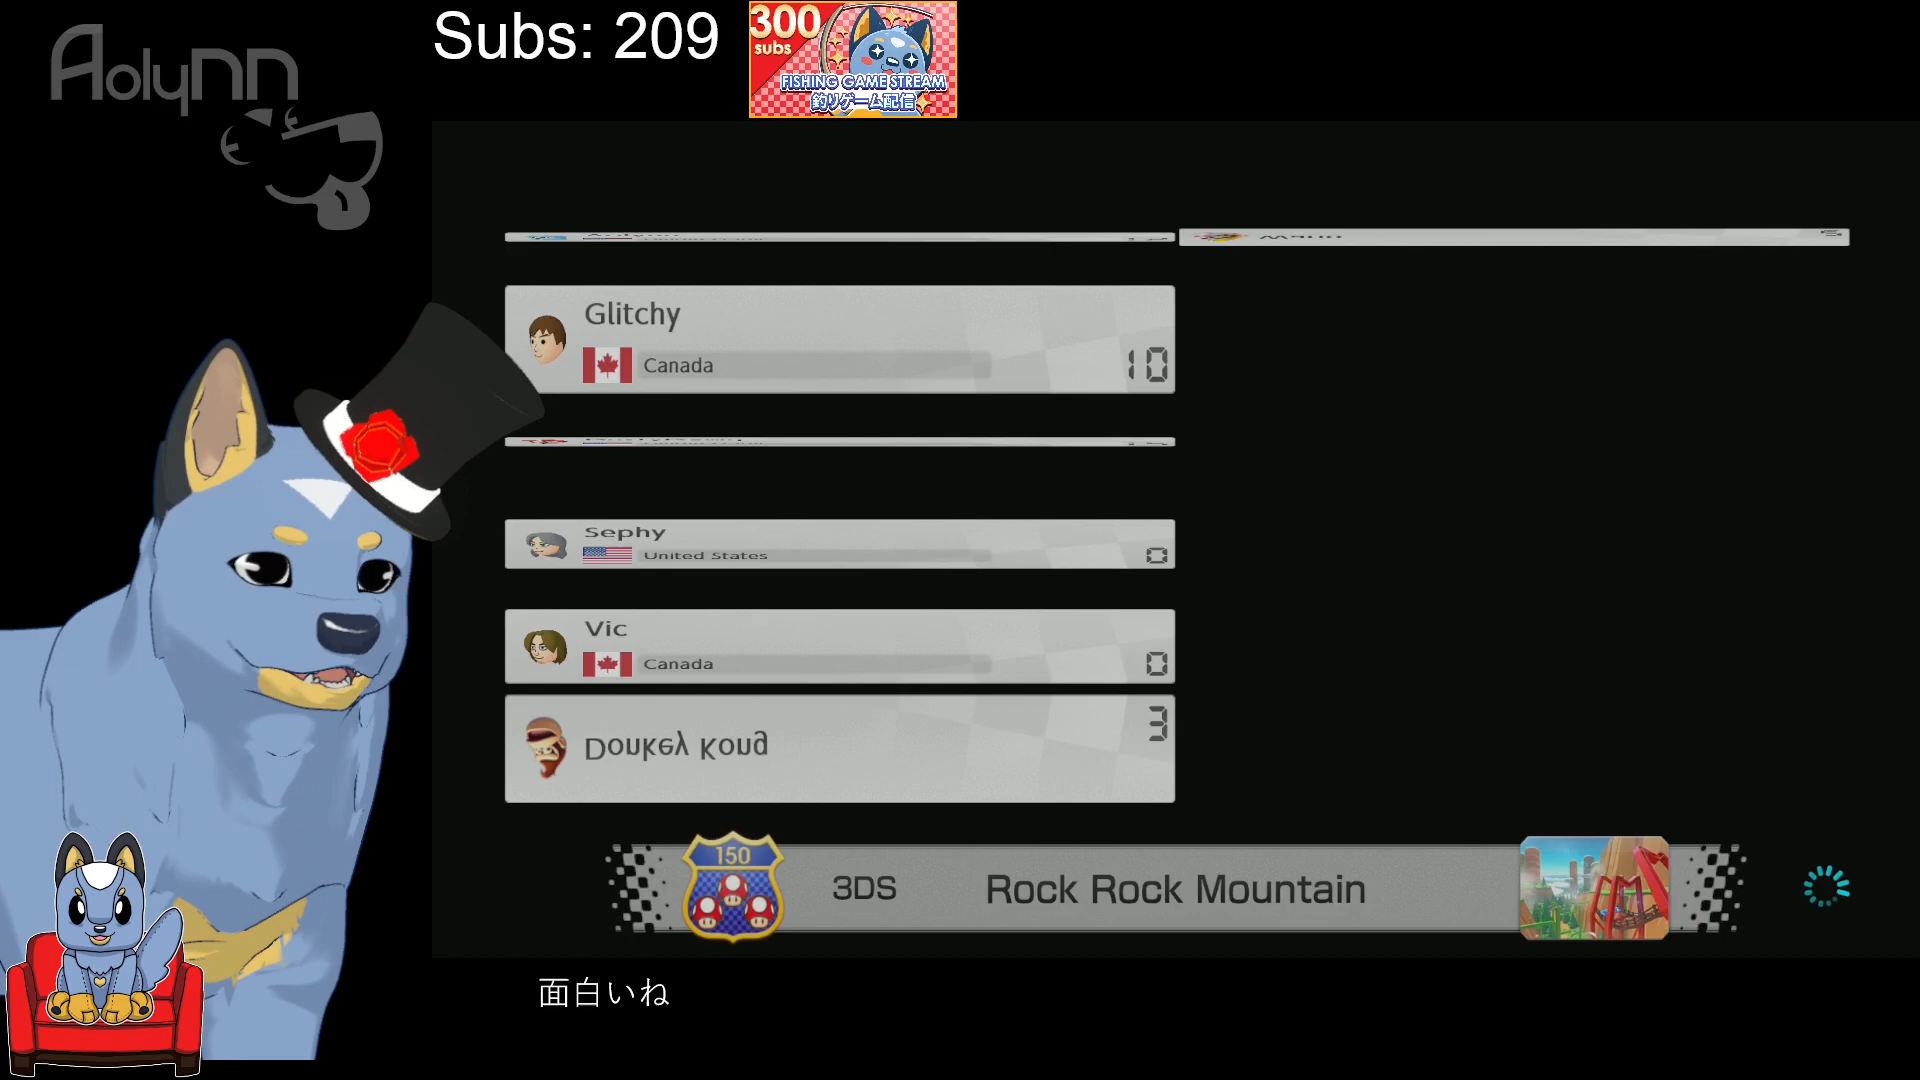 Aolynn
Subs: 209
300
subs
FISHING GAME STREAM
釣りゲーム配信
Glitchy
Canada
10
Sephy
United States
0
Vic
Canada
0
Donkey Kong
3
150
3DS
Rock Rock Mountain
面白いね